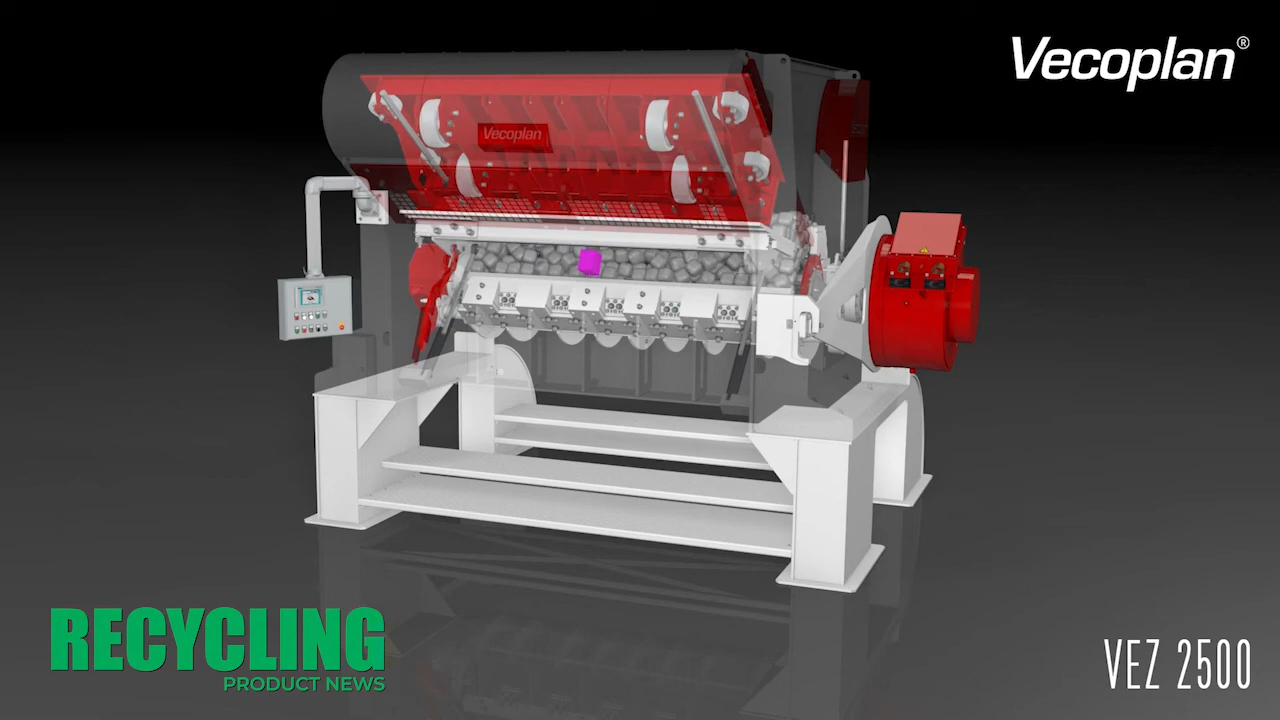 Vecoplan®
Vecoplan
RECYCLING
PRODUCT NEWS
VEZ 2500